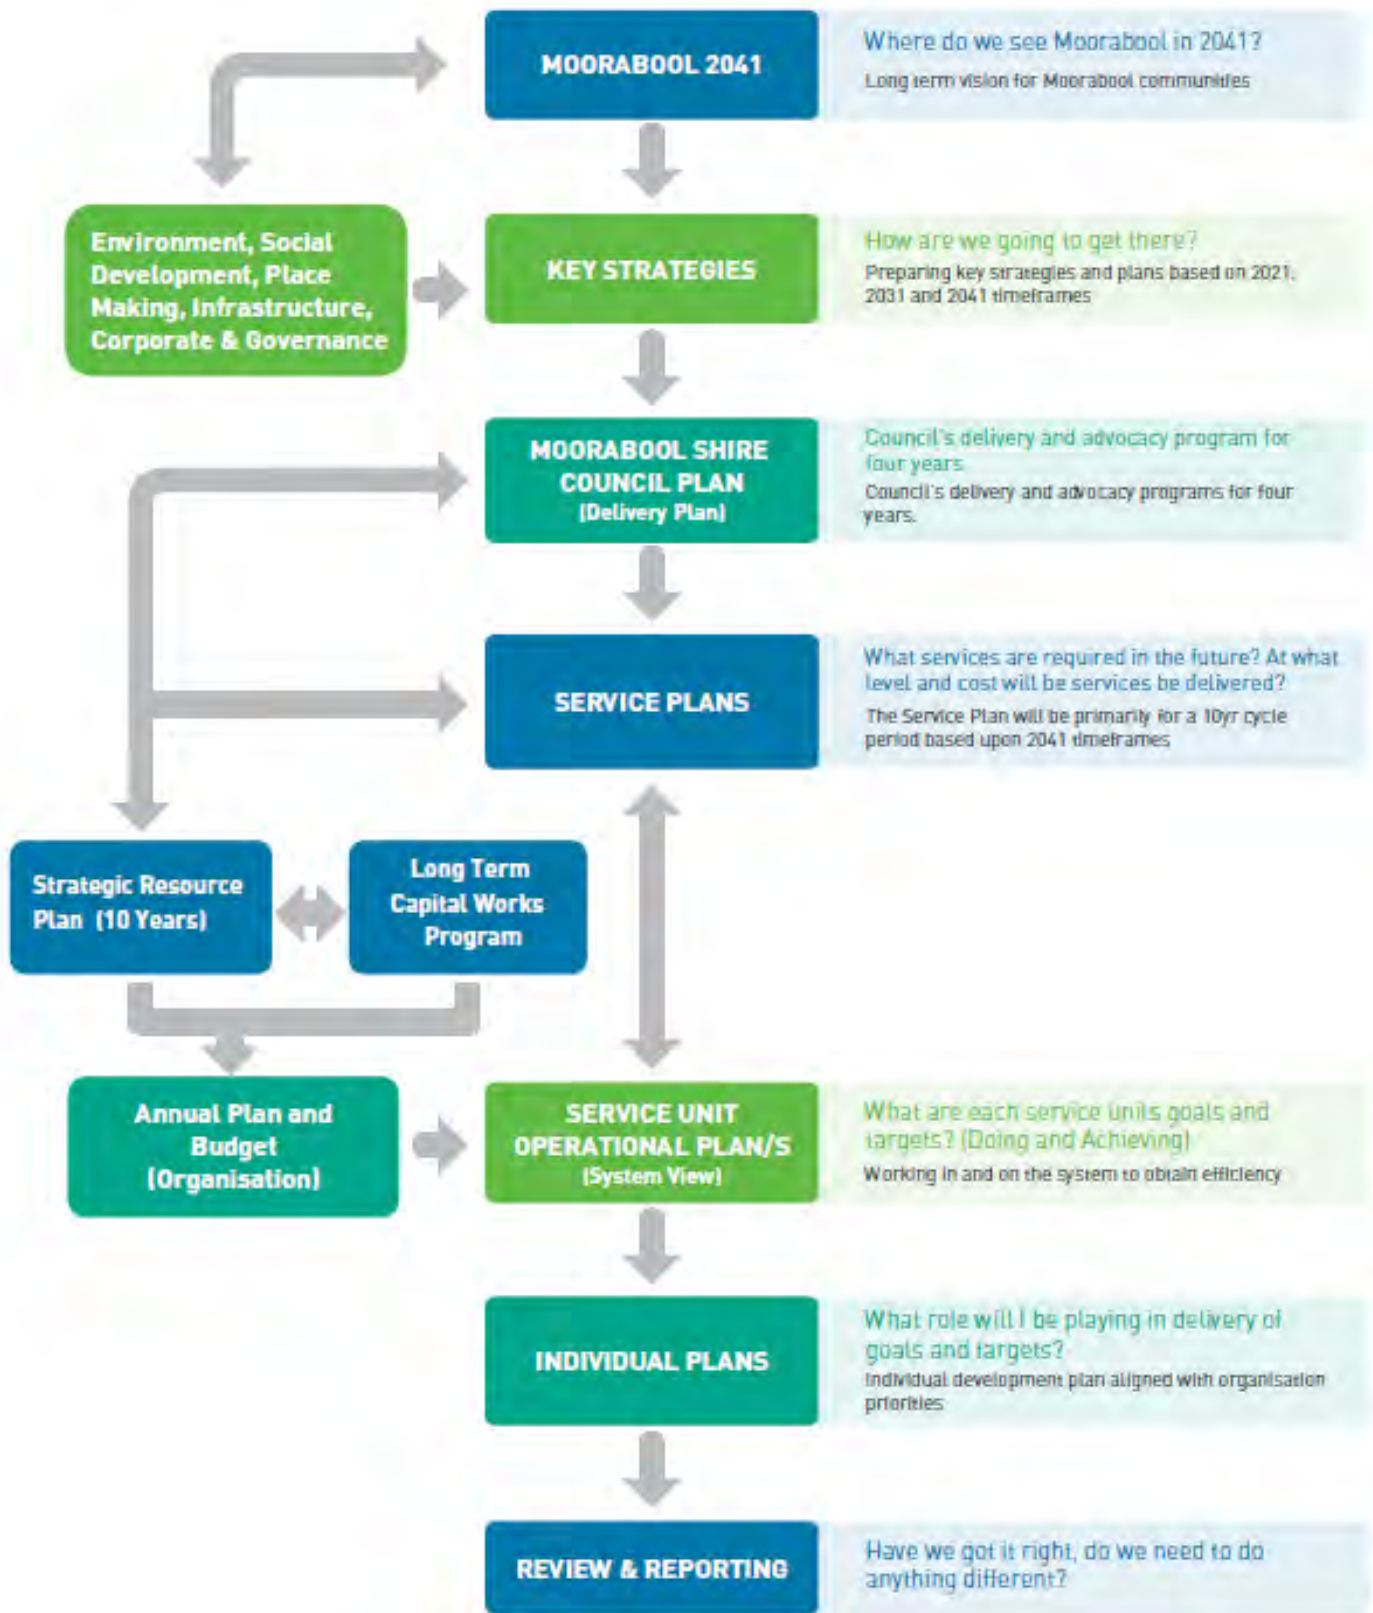 MOORABOOL 2041
Where do we see Moorabool in 2041?
Long term vision for Moorabool communities
Environment, Social
Development, Place
Making, Infrastructure,
Corporate & Governance
KEY STRATEGIES
How are we going to get there?
Preparing key strategies and plans based on 2021,
2031 and 2041 timeframes
MOORABOOL SHIRE
COUNCIL PLAN
(Delivery Plan)
Council's delivery and advocacy program for
four years
Council's delivery and advocacy programs for four
years.
SERVICE PLANS
What services are required in the future? At what
level and cost will be services be delivered?
The Service Plan will be primarily for a 10yr cycle
period based upon 2041 timeframes
Strategic Resource
Plan (10 Years)
Long Term
Capital Works
Program
Annual Plan and
Budget
(Organisation)
SERVICE UNIT
OPERATIONAL PLAN/S
(System View)
What are each service units goals and
targets? (Doing and Achieving)
Working in and on the system to obtain efficiency
INDIVIDUAL PLANS
What role will I be playing in delivery of
goals and targets?
Individual development plan aligned with organisation
priorities
REVIEW & REPORTING
Have we got it right, do we need to do
anything different?